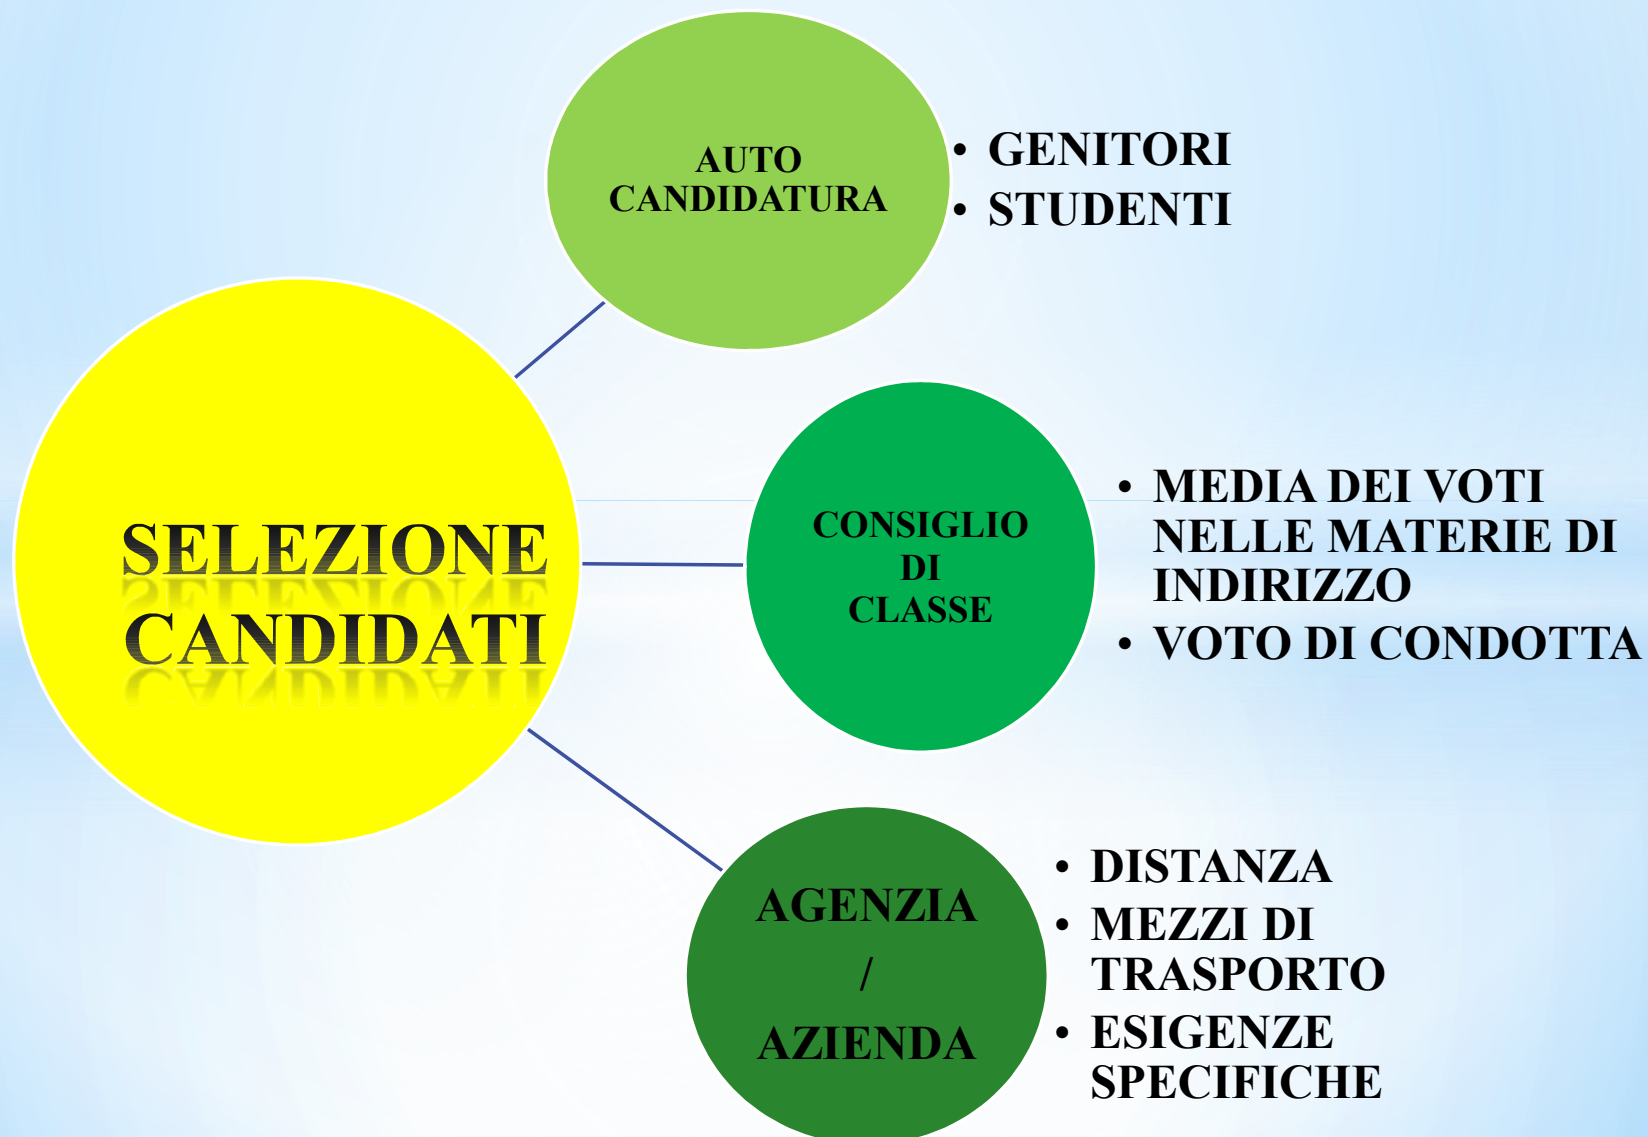 AUTO
CANDIDATURA
• GENITORI
• STUDENTI
SELEZIONE
CANDIDATI
CONSIGLIO
DI
CLASSE
• MEDIA DEI VOTI
NELLE MATERIE DI
INDIRIZZO
• VOTO DI CONDOTTA
AGENZIA
/
AZIENDA
• DISTANZA
• MEZZI DI
TRASPORTO
• ESIGENZE
SPECIFICHE